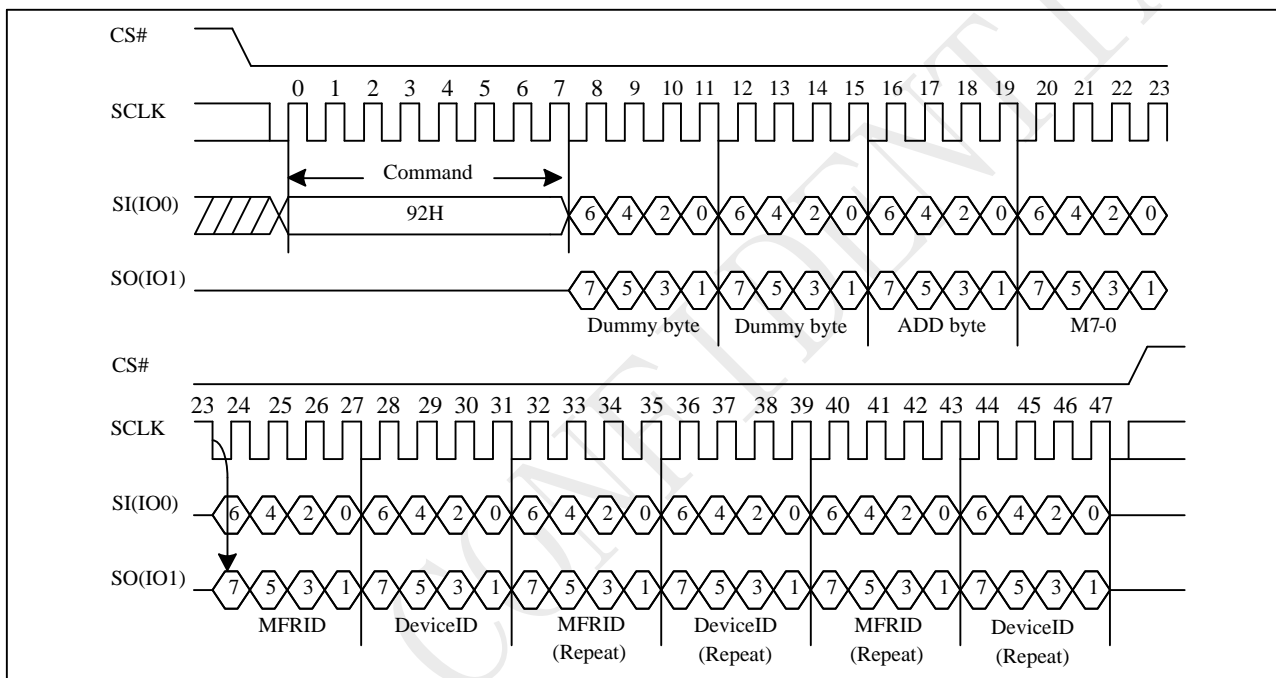 CS#
0 1 2 3 4 5 6 7 8 9 10 11 12 13 14 15 16 17 18 19 20 21 22 23
SCLK
Command
SI(IO0)
92H
6 4 2 0 6 4 2 0 6 4 2 0 6 4 2 0
SO(IO1)
7 5 3 1 7 5 3 1 7 5 3 1 7 5 3 1
Dummy byte Dummy byte ADD byte M7-0
CS#
23 24 25 26 27 28 29 30 31 32 33 34 35 36 37 38 39 40 41 42 43 44 45 46 47
SCLK
SI(IO0)
6 4 2 0 6 4 2 0 6 4 2 0 6 4 2 0 6 4 2 0 6 4 2 0
SO(IO1)
7 5 3 1 7 5 3 1 7 5 3 1 7 5 3 1 7 5 3 1 7 5 3 1
MFRID DeviceID MFRID DeviceID MFRID DeviceID
(Repeat) (Repeat) (Repeat) (Repeat)
CONFIDENTI